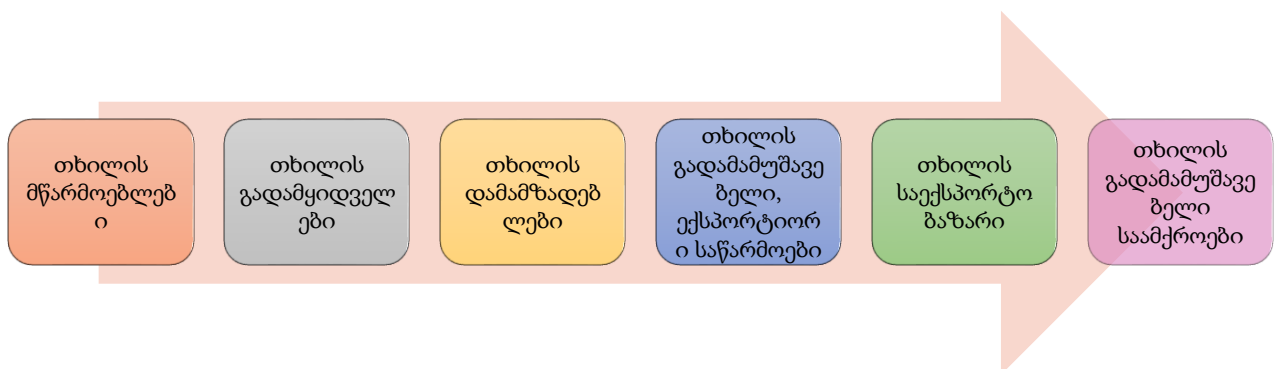 თხილის
მწარმოებლებ
ი
თხილის
გადამყიდველ
ები
თხილის
დამამზადებ
ლები
თხილის
გადამამუშავე
ბელი,
ექსპორტიორ
ი საწარმოები
თხილის
საექსპორტო
ბაზარი
თხილის
გადამამუშავე
ბელი
საამქროები